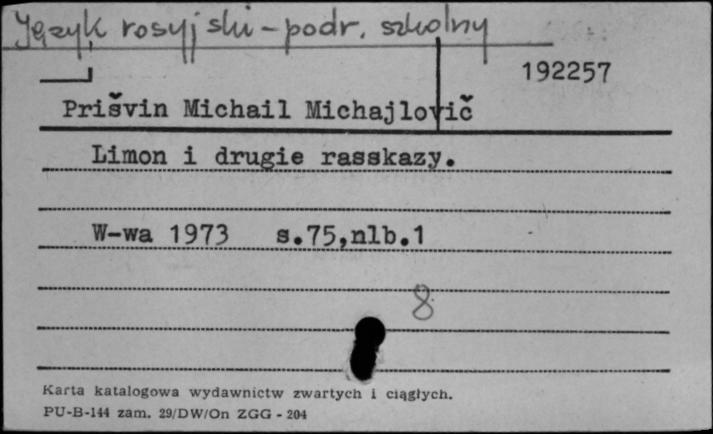 Język rosyjski - podr. szkolny
192257
Prišvin Michail Michajlovič
Limon i drugie rasskazy.
W-wa 1973 s.75,nlb.1
8
Karta katalogowa wydawnictw zwartych i ciągłych.
PU-B-144 zam. 29/DW/On ZGG - 204